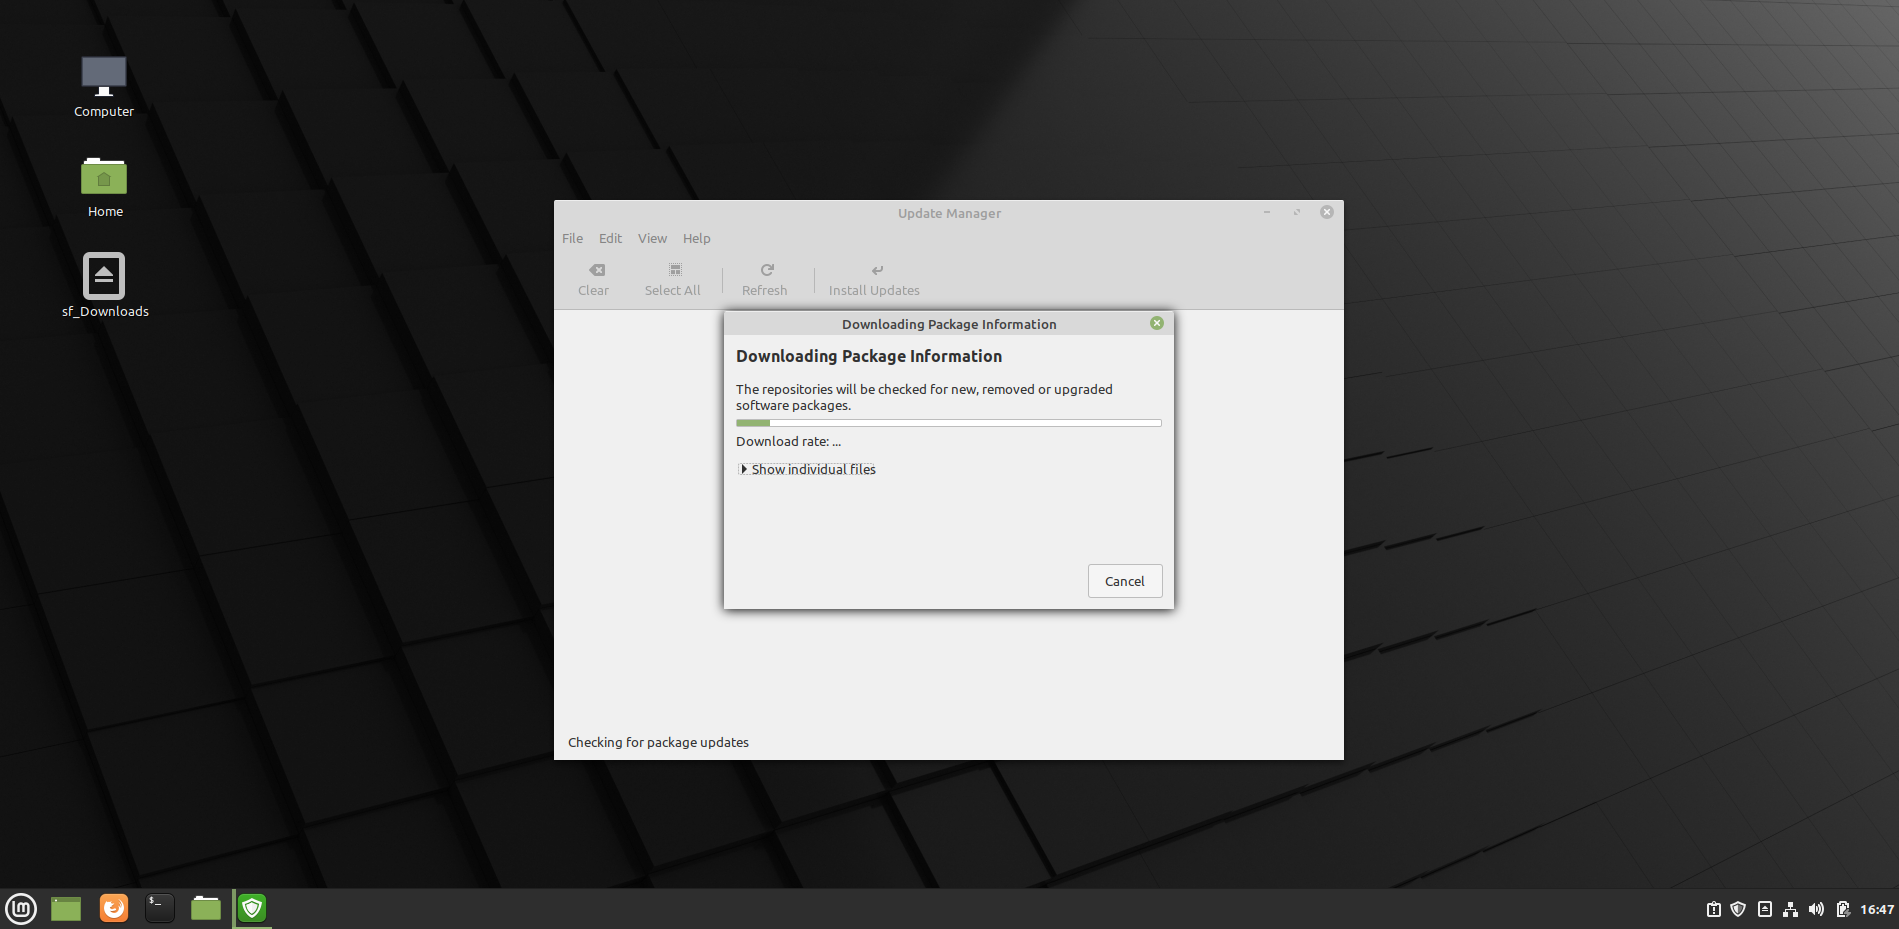 Computer
Home
sf_Downloads
Update Manager
File Edit View Help
Clear Select All Refresh Install Updates
Downloading Package Information
Downloading Package Information
The repositories will be checked for new, removed or upgraded
software packages.
Download rate: ...
Show individual files
Cancel
Checking for package updates
$_
16:47